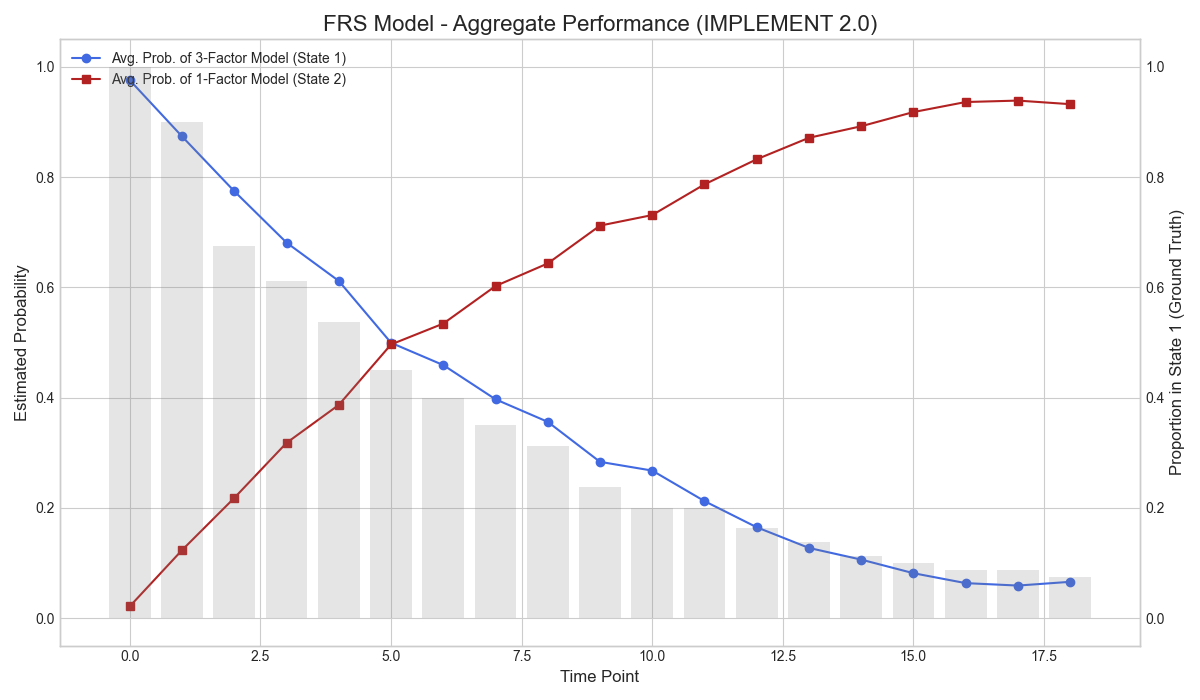 FRS Model - Aggregate Performance (IMPLEMENT 2.0)
Avg. Prob. of 3-Factor Model (State 1)
Avg. Prob. of 1-Factor Model (State 2)
1.0
0.8
0.6
0.4
0.2
0.0
Estimated Probability
1.0
0.8
0.6
0.4
0.2
0.0
Proportion in State 1 (Ground Truth)
0.0 2.5 5.0 7.5 10.0 12.5 15.0 17.5
Time Point